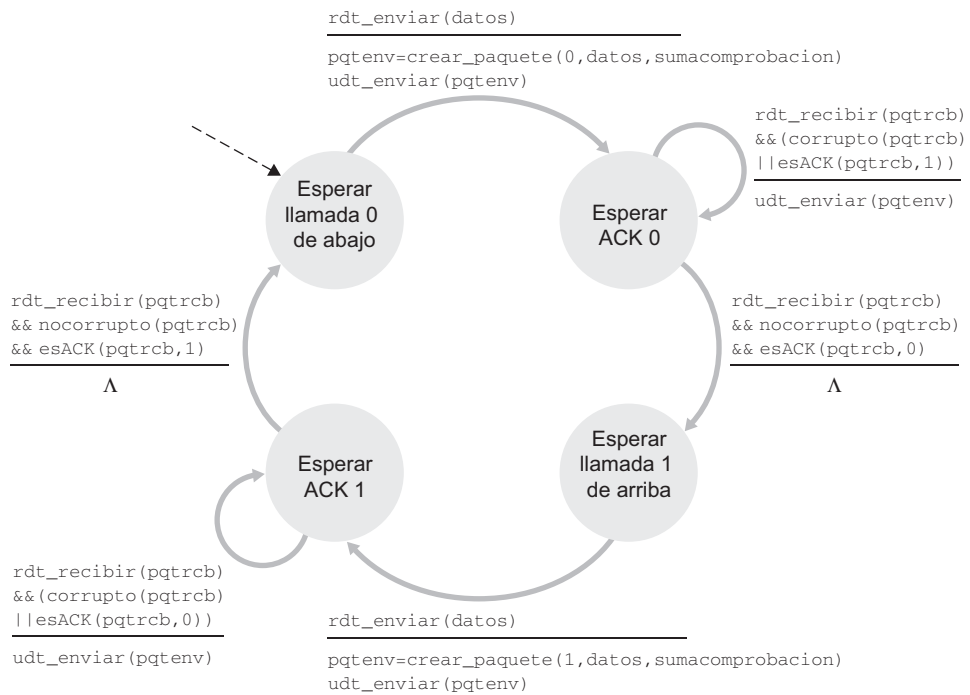 rdt_enviar(datos)
pqtenv=crear_paquete(0,datos,sumacomprobacion)
udt_enviar(pqtenv)
Esperar
llamada 0
de abajo
Esperar
ACK 0
rdt_recibir(pqtrcb)
&&(corrupto(pqtrcb)
||esACK(pqtrcb,1))
udt_enviar(pqtenv)
rdt_recibir(pqtrcb)
&& nocorrupto(pqtrcb)
&& esACK(pqtrcb,1)
Λ
rdt_recibir(pqtrcb)
&& nocorrupto(pqtrcb)
&& esACK(pqtrcb,0)
Λ
Esperar
ACK 1
Esperar
llamada 1
de arriba
rdt_recibir(pqtrcb)
&&(corrupto(pqtrcb)
||esACK(pqtrcb,0))
udt_enviar(pqtenv)
rdt_enviar(datos)
pqtenv=crear_paquete(1,datos,sumacomprobacion)
udt_enviar(pqtenv)